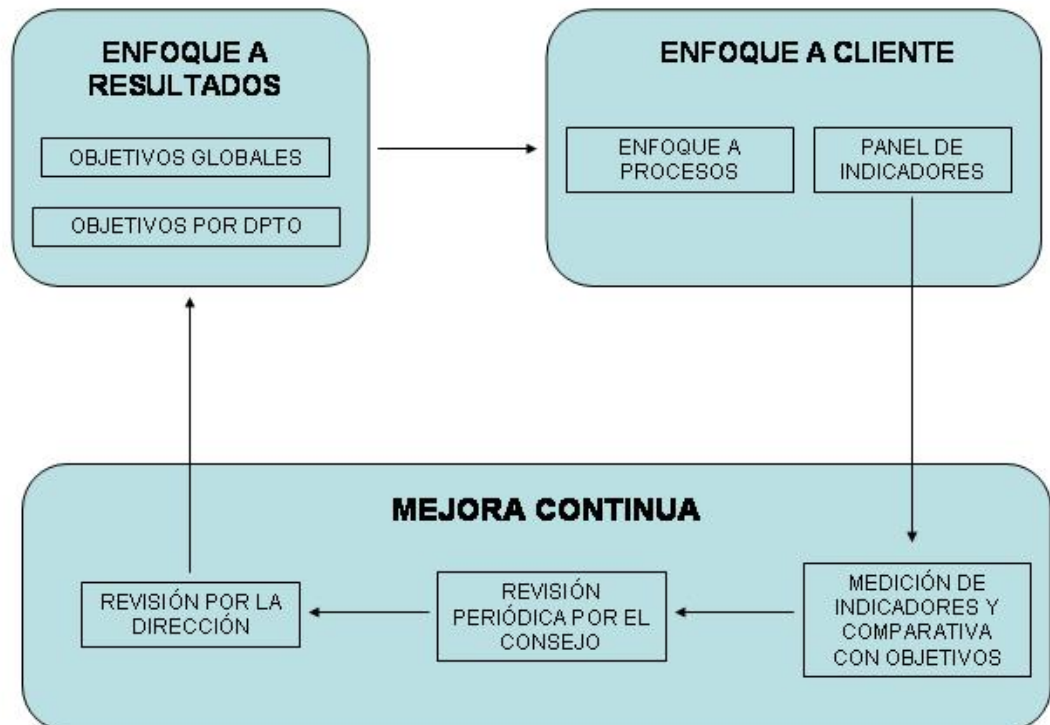 ENFOQUE A
RESULTADOS
OBJETIVOS GLOBALES
OBJETIVOS POR DPTO
ENFOQUE A CLIENTE
ENFOQUE A
PROCESOS
PANEL DE
INDICADORES
MEJORA CONTINUA
REVISIÓN POR LA
DIRECCIÓN
REVISIÓN
PERIÓDICA POR EL
CONSEJO
MEDICIÓN DE
INDICADORES Y
COMPARATIVA
CON OBJETIVOS